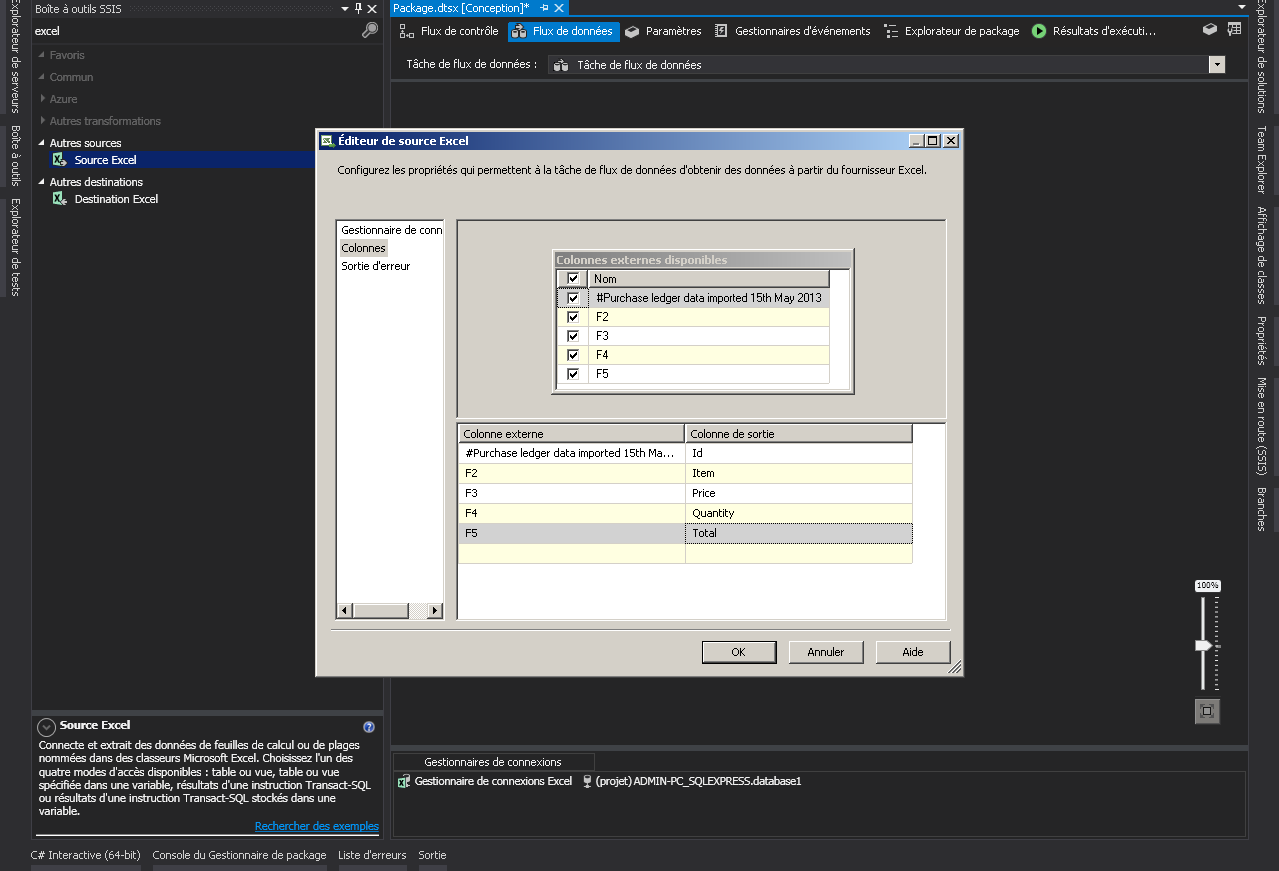 Boîte à outils SSIS
Package.dtsx [Conception]*
excel
Flux de contrôle
Flux de données
Paramètres
Gestionnaires d'événements
Explorateur de package
Résultats d'exécuti...
Tâche de flux de données :
Tâche de flux de données
Explorateur de serveurs
Boîte à outils
Explorateur de tests
Favoris
Commun
Azure
Autres transformations
Autres sources
Source Excel
Autres destinations
Destination Excel
Éditeur de source Excel
Configurez les propriétés qui permettent à la tâche de flux de données d'obtenir des données à partir du fournisseur Excel.
Gestionnaire de conn
Colonnes
Sortie d'erreur
Colonnes externes disponibles
Nom
#Purchase ledger data imported 15th May 2013
F2
F3
F4
F5
Colonne externe
Colonne de sortie
#Purchase ledger data imported 15th Ma...
Id
F2
Item
F3
Price
F4
Quantity
F5
Total
OK
Annuler
Aide
100%
Explorateur de solutions
Team Explorer
Affichage de classes
Propriétés
Mise en route (SSIS)
Branches
Source Excel
Connecte et extrait des données de feuilles de calcul ou de plages
nommées dans des classeurs Microsoft Excel. Choisissez l'un des
quatre modes d'accès disponibles : table ou vue, table ou vue
spécifiée dans une variable, résultats d'une instruction Transact-SQL
ou résultats d'une instruction Transact-SQL stockés dans une
variable.
Rechercher des exemples
Gestionnaires de connexions
Gestionnaire de connexions Excel
(projet) ADMIN-PC_SQLEXPRESS.database1
C# Interactive (64-bit)
Console du Gestionnaire de package
Liste d'erreurs
Sortie